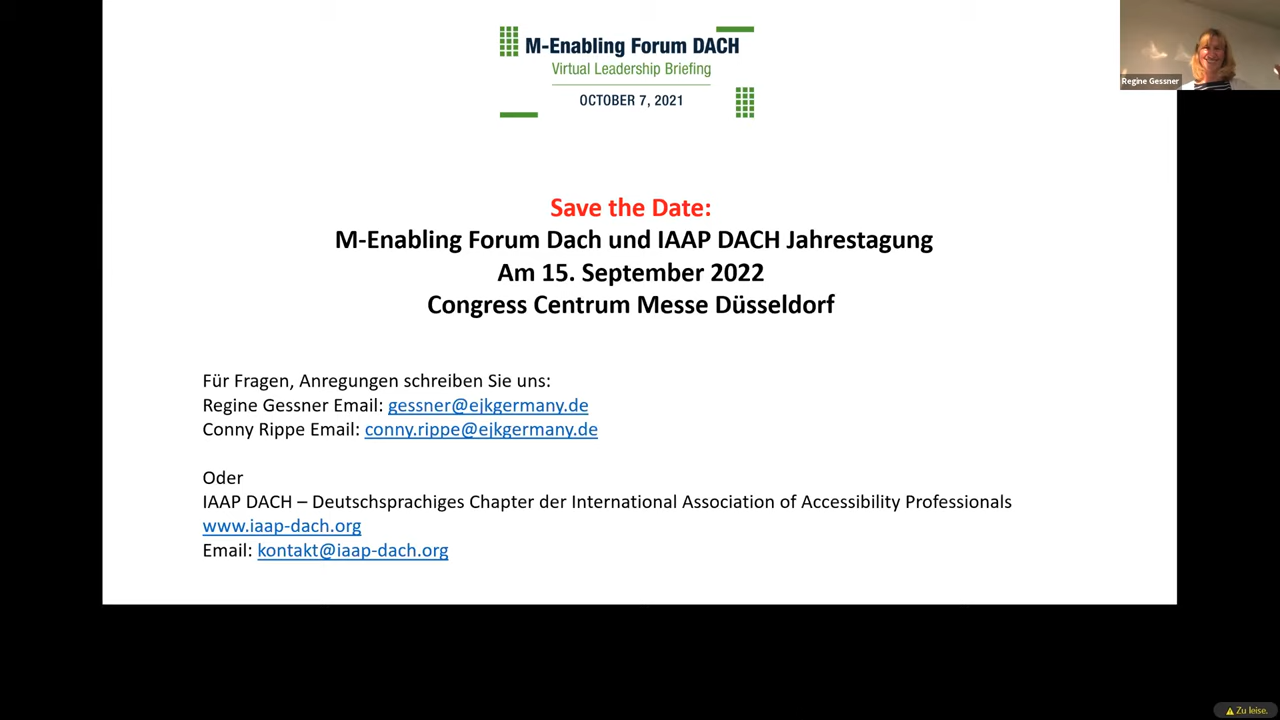 M-Enabling Forum DACH
Virtual Leadership Briefing
OCTOBER 7, 2021
Regine Gessner
Save the Date:
M-Enabling Forum Dach und IAAP DACH Jahrestagung
Am 15. September 2022
Congress Centrum Messe Düsseldorf
Für Fragen, Anregungen schreiben Sie uns:
Regine Gessner Email: gessner@ejkgermany.de
Conny Rippe Email: conny.rippe@ejkgermany.de
Oder
IAAP DACH – Deutschsprachiges Chapter der International Association of Accessibility Professionals
www.iaap-dach.org
Email: kontakt@iaap-dach.org
Zu leise.